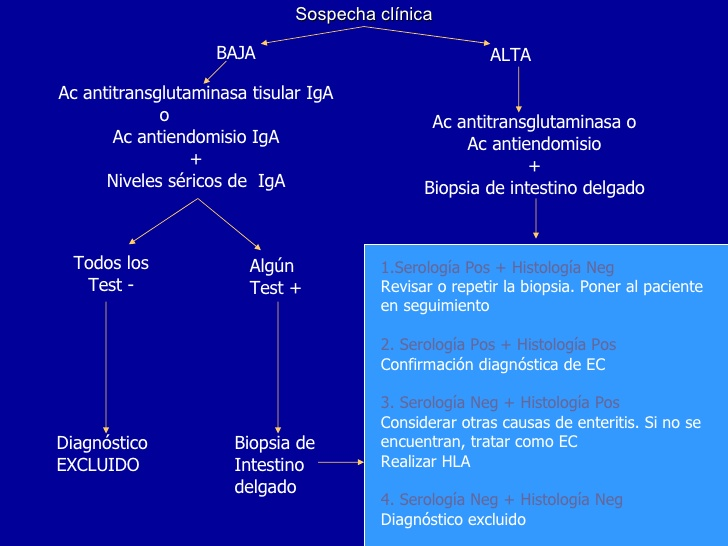 Sospecha clínica
BAJA
ALTA
Ac antitransglutaminasa tisular IgA
o
Ac antiendomisio IgA
+
Niveles séricos de IgA
Ac antitransglutaminasa o
Ac antiendomisio
+
Biopsia de intestino delgado
Todos los
Test -
Algún
Test +
Diagnóstico
EXCLUIDO
Biopsia de
Intestino
delgado
1.Serología Pos + Histología Neg
Revisar o repetir la biopsia. Poner al paciente
en seguimiento
2. Serología Pos + Histología Pos
Confirmación diagnóstica de EC
3. Serología Neg + Histología Pos
Considerar otras causas de enteritis. Si no se
encuentran, tratar como EC
Realizar HLA
4. Serología Neg + Histología Neg
Diagnóstico excluido